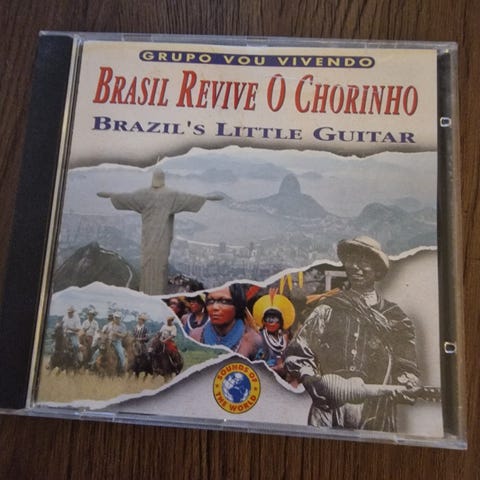 GRUPO VOU VIVENDO
BRASIL REVIVE O CHORINHO
BRAZIL'S LITTLE GUITAR
SOUNDS OF
THE WORLD